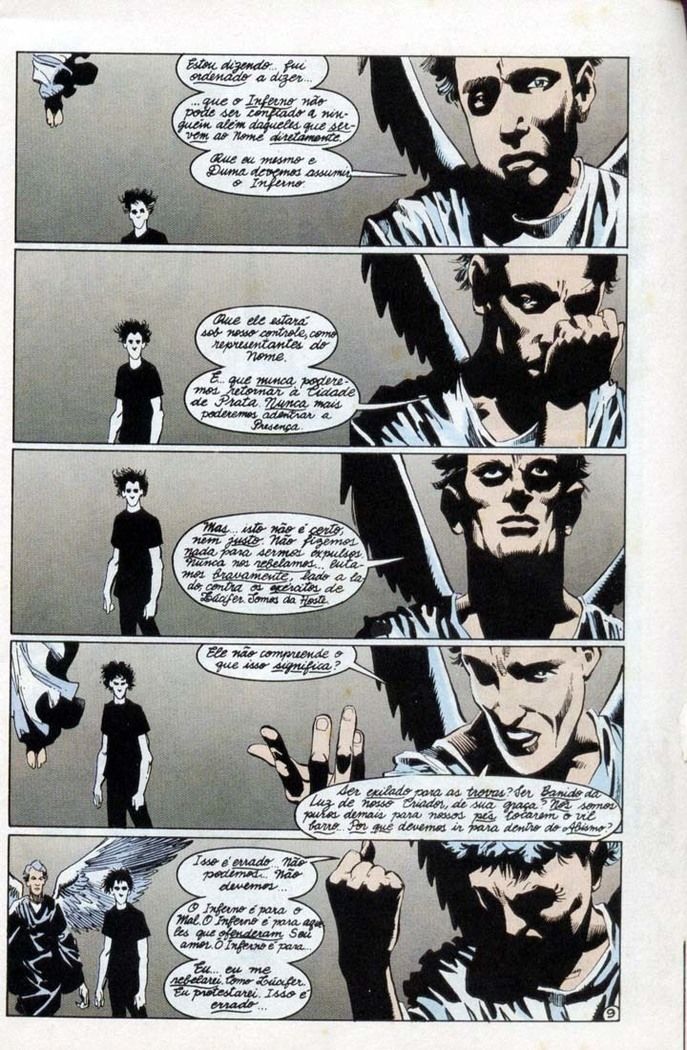 Estou dizendo... fui
ordenado a dizer...
...que o Inferno não
pode ser confiado a nin-
guém além daqueles que ser-
vem ao Nome diretamente.
Que eu mesmo e
Duma devemos assumir
o Inferno.
Que ele estará
sob nosso controle, como
representantes do
Nome.
E... que nunca podere-
mos retornar à Cidade
de Prata. Nunca mais
poderemos adentrar a
Presença.
Mas... isto não é certo,
nem justo. Não fizemos
nada para sermos expulsos.
Nunca nos rebelamos... luta-
mos bravamente, lado a la-
do, contra os exércitos de
Lúcifer. Somos da Hoste.
Ele não compreende o
que isso significa?
Ser exilado para as trevas? Ser Banido da
Luz de nosso Criador, de sua graça? Nós somos
puros demais para nossos pés tocarem o vil
barro... Por que devemos ir para dentro do Abismo?
Isso é errado... Não
podemos... Não
devemos...
O Inferno é para o
Mal. O Inferno é para aque-
les que ofenderam Seu
amor. O Inferno é para...
Eu... eu me
rebelarei, como Lúcifer.
Eu protestarei. Isso é
errado...
9